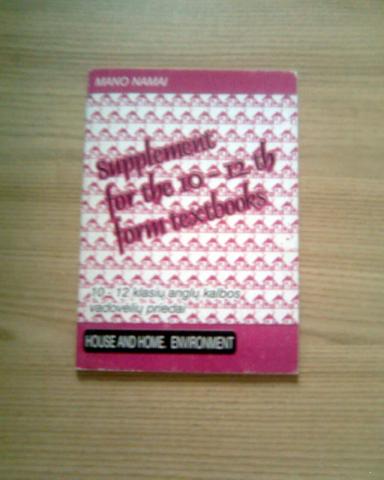 MANO NAMAI
supplement
for the 10-12 th
form textbooks
10 - 12 klasių anglų kalbos
vadovėlių priedai
HOUSE AND HOME. ENVIRONMENT